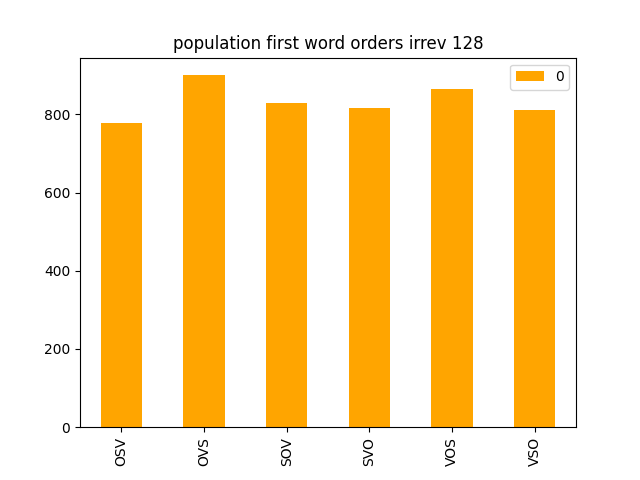 population first word orders irrev 128
0
800
600
400
200
0
OSV
OVS
SOV
SVO
VOS
VSO